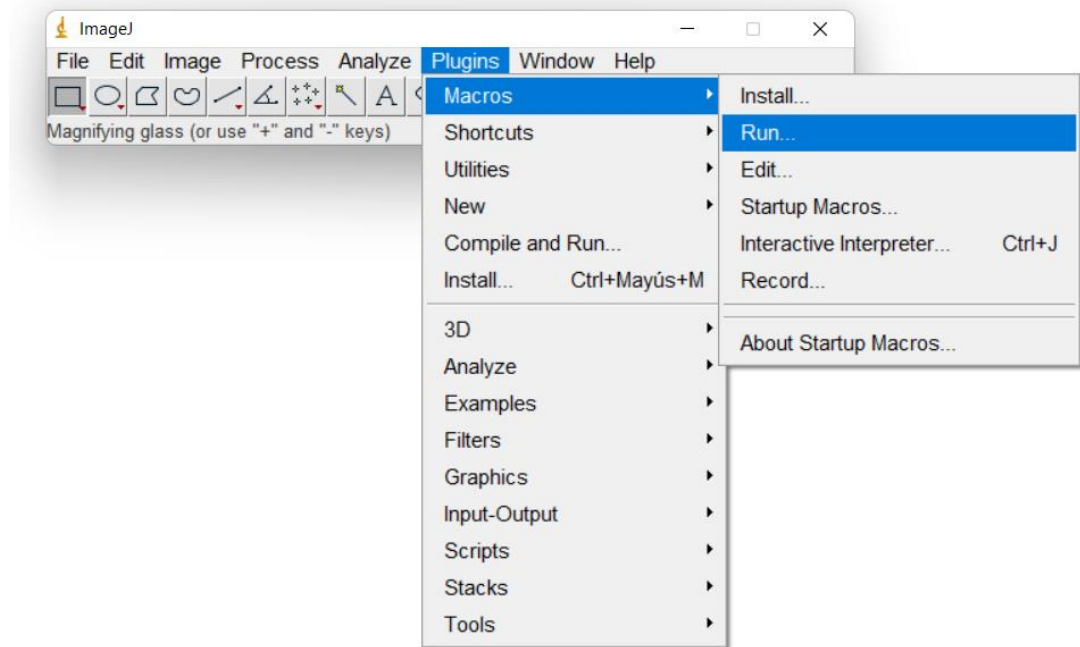 ImageJ
File Edit Image Process Analyze Plugins Window Help
A
Magnifying glass (or use "+" and "-" keys)
Macros
Shortcuts
Utilities
New
Compile and Run...
Install... Ctrl+Mayús+M
3D
Analyze
Examples
Filters
Graphics
Input-Output
Scripts
Stacks
Tools
Install...
Run...
Edit...
Startup Macros...
Interactive Interpreter... Ctrl+J
Record...
About Startup Macros...